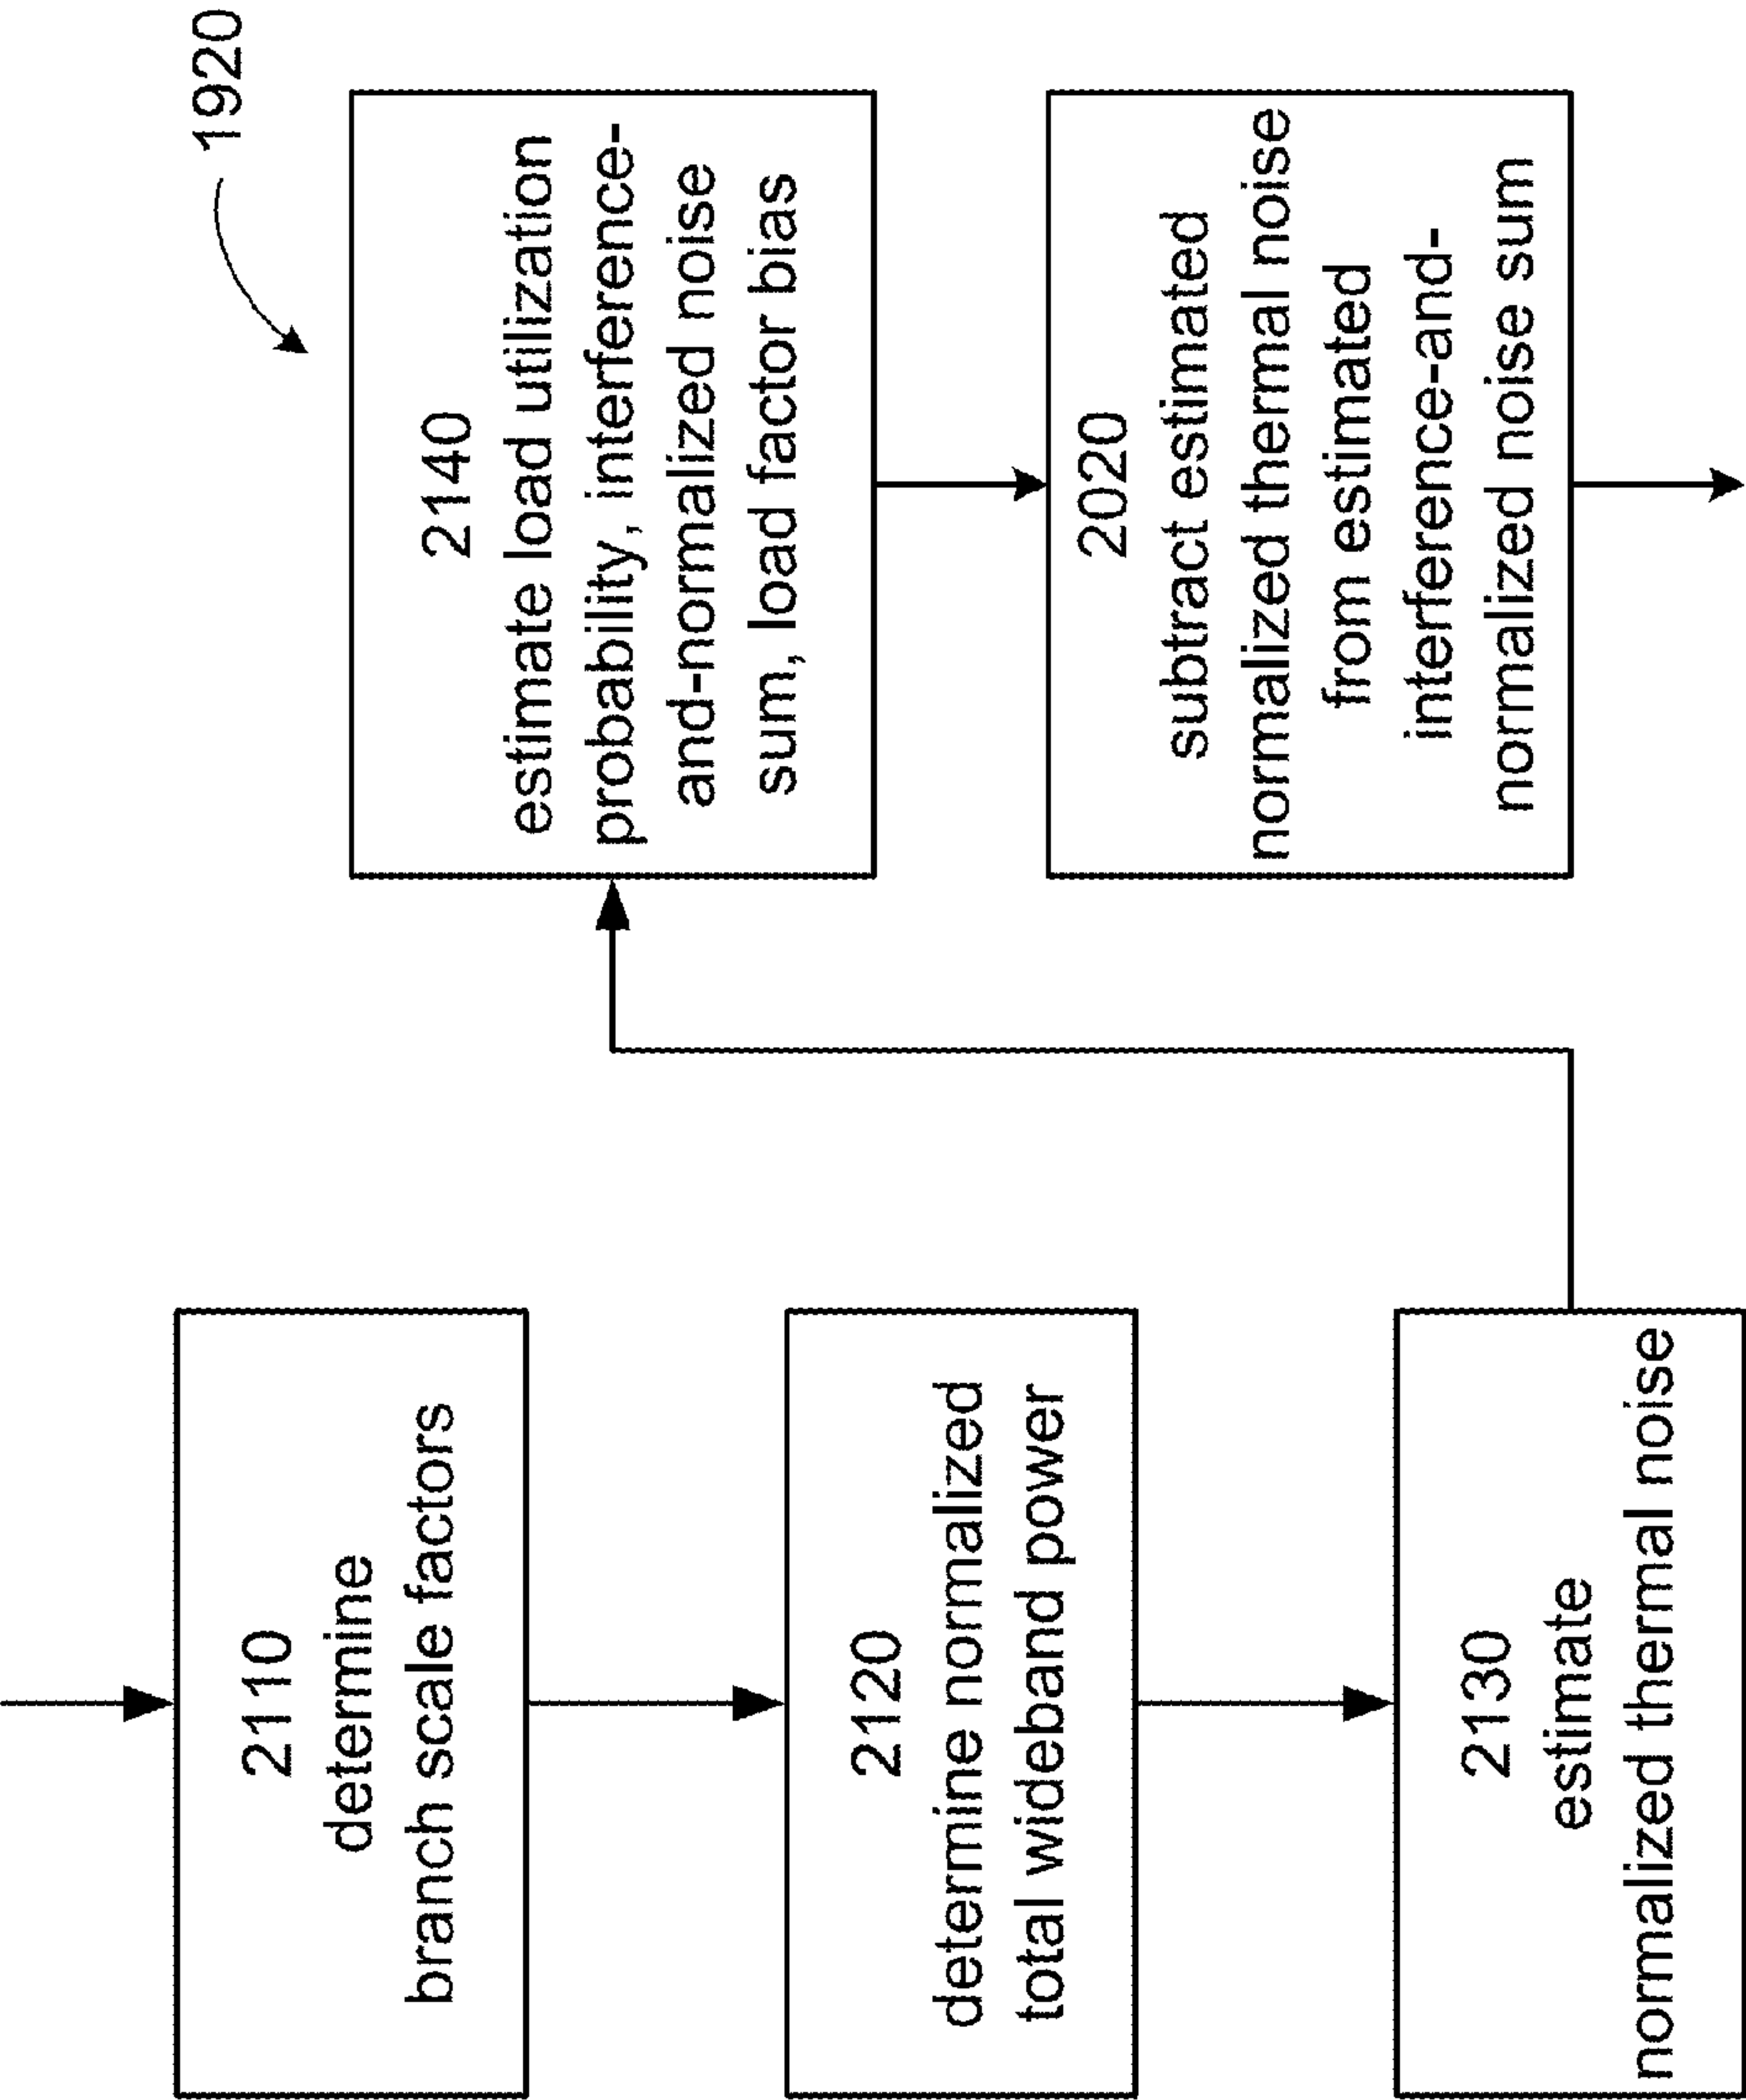 1920
2110
determine
branch scale factors
2120
determine normalized
total wideband power
2130
estimate
normalized thermal noise
2140
estimate load utilization
probability, interference-
and-normalized noise
sum, load factor bias
2020
subtract estimated
normalized thermal noise
from estimated
interference-and-
normalized noise sum